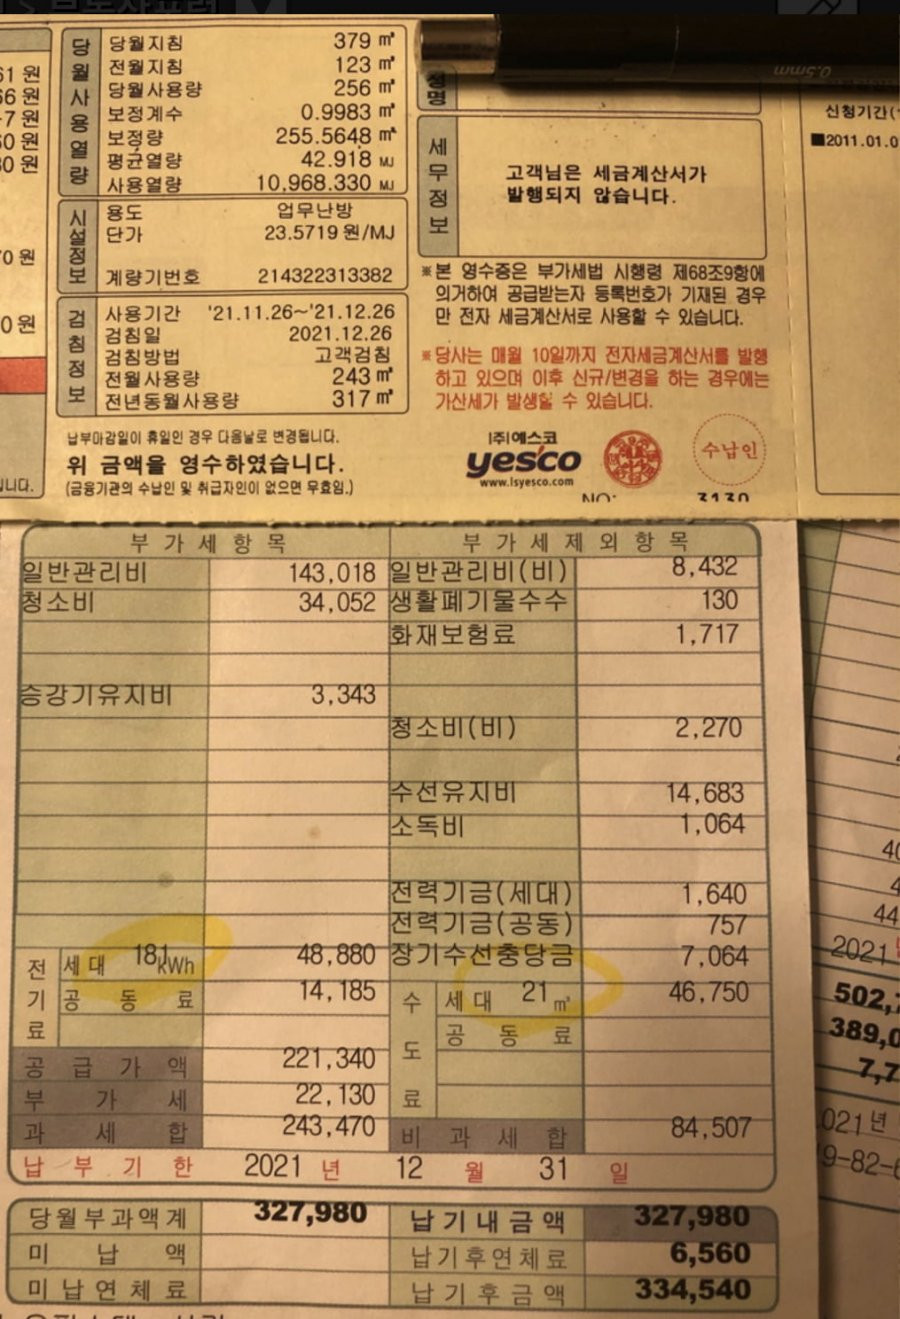 당월사용열량
당월지침 379 ㎥
전월지침 123 ㎥
당월사용량 256 ㎥
보정계수 0.9983 ㎥
보정량 255.5648 ㎥
평균열량 42.918 MJ
사용열량 10,968.330 MJ
시설정보
용도 업무난방
단가 23.5719 원/MJ
계량기번호 214322313382
검침정보
사용기간 '21.11.26~'21.12.26
검침일 2021.12.26
검침방법 고객검침
전월사용량 243 ㎥
전년동월사용량 317 ㎥
납부마감일이 휴일인 경우 다음날로 변경됩니다.
위 금액을 영수하였습니다.
(금융기관의 수납인 및 취급자인이 없으면 무효임.)
0.5mm
성명
세무정보
고객님은 세금계산서가
발행되지 않습니다.
※본 영수증은 부가세법 시행령 제68조9항에
의거하여 공급받는자 등록번호가 기재된 경우
만 전자 세금계산서로 사용할 수 있습니다.
※당사는 매월 10일까지 전자세금계산서를 발행
하고 있으며 이후 신규/변경을 하는 경우에는
가산세가 발생할 수 있습니다.
(주)예스코
yesco
www.lsyesco.com
수납인
NO: 3130
신청기간(
■2011.01.0
부가세항목 부가세제외항목
일반관리비 143,018 일반관리비(비) 8,432
청소비 34,052 생활폐기물수수 130
화재보험료 1,717
승강기유지비 3,343
청소비(비) 2,270
수선유지비 14,683
소독비 1,064
전력기금(세대) 1,640
전력기금(공동) 757
전기료 세대 181 kWh 48,880 장기수선충당금 7,064
공동료 14,185 수도료 세대 21 ㎥ 46,750
공동료
공급가액 221,340
부가세 22,130
과세합 243,470 비과세합 84,507
납부기한 2021 년 12 월 31 일
당월부과액계 327,980 납기내금액 327,980
미납액 납기후연체료 6,560
미납연체료 납기후금액 334,540
2021
502,
389,0
7,7
021년
9-82-